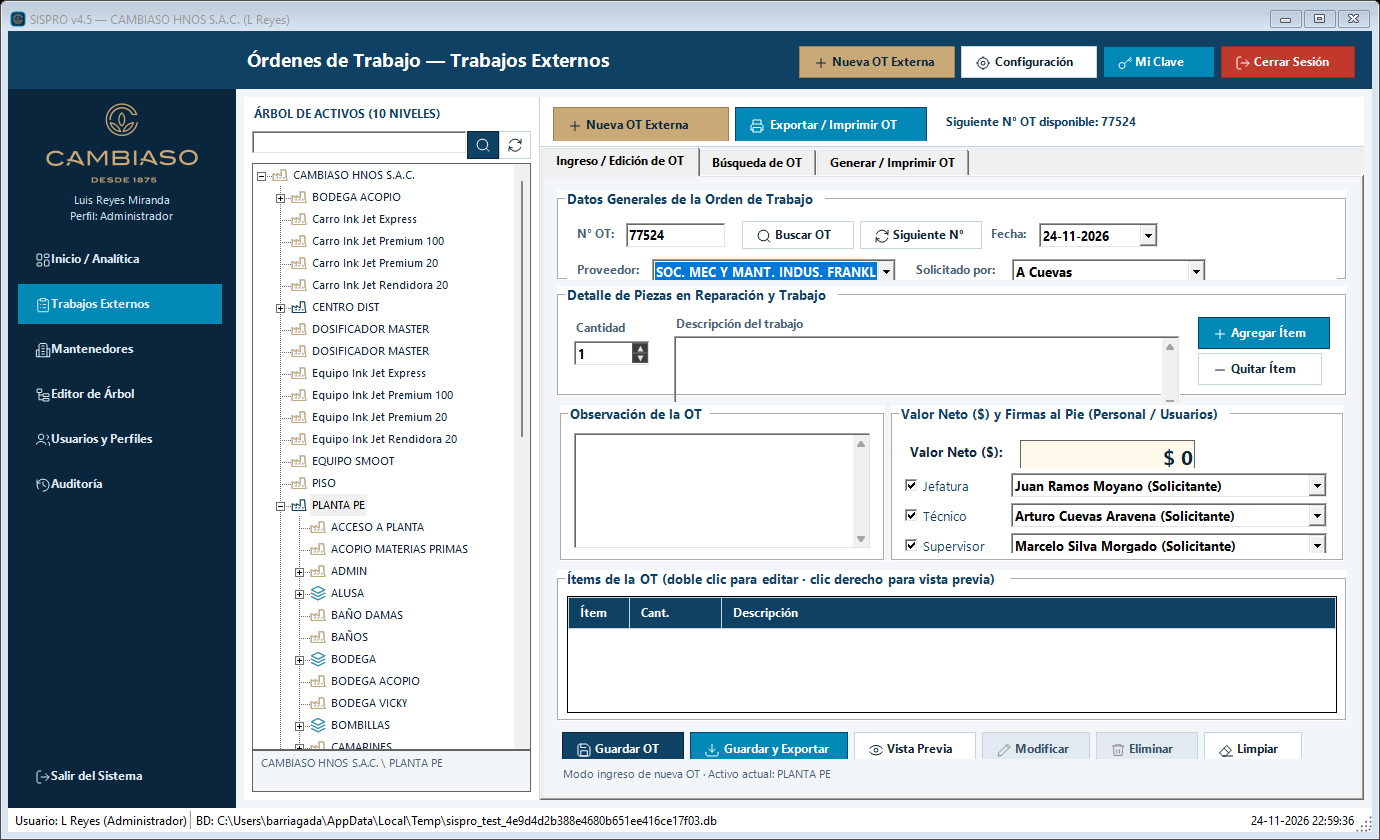 SISPRO v4.5 — CAMBIASO HNOS S.A.C. (L Reyes)
Órdenes de Trabajo — Trabajos Externos
+ Nueva OT Externa
Configuración
Mi Clave
Cerrar Sesión
CAMBIASO
DESDE 1875
Luis Reyes Miranda
Perfil: Administrador
Inicio / Analítica
Trabajos Externos
Mantenedores
Editor de Árbol
Usuarios y Perfiles
Auditoría
Salir del Sistema
ÁRBOL DE ACTIVOS (10 NIVELES)
CAMBIASO HNOS S.A.C.
BODEGA ACOPIO
Carro Ink Jet Express
Carro Ink Jet Premium 100
Carro Ink Jet Premium 20
Carro Ink Jet Rendidora 20
CENTRO DIST
DOSIFICADOR MASTER
DOSIFICADOR MASTER
Equipo Ink Jet Express
Equipo Ink Jet Premium 100
Equipo Ink Jet Premium 20
Equipo Ink Jet Rendidora 20
EQUIPO SMOOT
PISO
PLANTA PE
ACCESO A PLANTA
ACOPIO MATERIAS PRIMAS
ADMIN
ALUSA
BAÑO DAMAS
BAÑOS
BODEGA
BODEGA ACOPIO
BODEGA VICKY
BOMBILLAS
CAMARINES
CAMBIASO HNOS S.A.C. \ PLANTA PE
+ Nueva OT Externa
Exportar / Imprimir OT
Siguiente N° OT disponible: 77524
Ingreso / Edición de OT
Búsqueda de OT
Generar / Imprimir OT
Datos Generales de la Orden de Trabajo
N° OT:
77524
Buscar OT
Siguiente N°
Fecha:
24-11-2026
Proveedor:
SOC. MEC Y MANT. INDUS. FRANKL
Solicitado por:
A Cuevas
Detalle de Piezas en Reparación y Trabajo
Cantidad
1
Descripción del trabajo
+ Agregar Ítem
— Quitar Ítem
Observación de la OT
Valor Neto ($) y Firmas al Pie (Personal / Usuarios)
Valor Neto ($):
$ 0
Jefatura
Juan Ramos Moyano (Solicitante)
Técnico
Arturo Cuevas Aravena (Solicitante)
Supervisor
Marcelo Silva Morgado (Solicitante)
Ítems de la OT (doble clic para editar · clic derecho para vista previa)
Ítem
Cant.
Descripción
Guardar OT
Guardar y Exportar
Vista Previa
Modificar
Eliminar
Limpiar
Modo ingreso de nueva OT · Activo actual: PLANTA PE
Usuario: L Reyes (Administrador)
BD: C:\Users\barriagada\AppData\Local\Temp\sispro_test_4e9d4d2b388e4680b651ee416ce17f03.db
24-11-2026 22:59:36